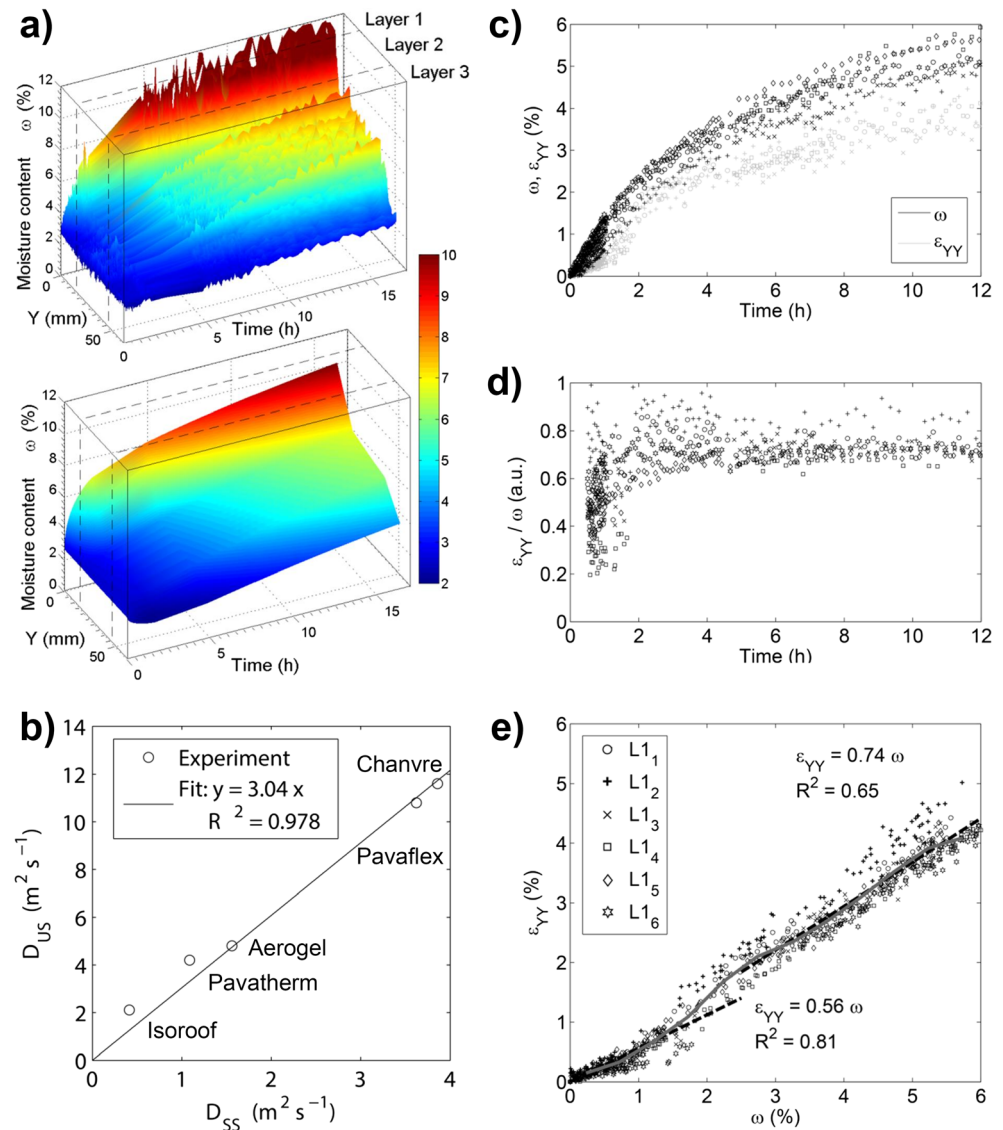 a)
Layer 1
Layer 2
Layer 3
Moisture content ω (%)
12
10
8
6
4
2
0
Y (mm)
0
50
Time (h)
0
5
10
15
10
9
8
7
6
5
4
3
2
Moisture content ω (%)
12
10
8
6
4
2
0
Y (mm)
0
50
Time (h)
0
5
10
15
b)
D_US (m² s⁻¹)
14
12
10
8
6
4
2
0
Experiment
Fit: y = 3.04 x
R² = 0.978
Chanvre
Pavaflex
Aerogel
Pavatherm
Isoroof
0 1 2 3 4
D_SS (m² s⁻¹)
c)
ω, ε_YY (%)
6
5
4
3
2
1
0
ω
ε_YY
0 2 4 6 8 10 12
Time (h)
d)
ε_YY / ω (a.u.)
1
0.8
0.6
0.4
0.2
0
0 2 4 6 8 10 12
Time (h)
e)
ε_YY (%)
6
5
4
3
2
1
0
L1₁
L1₂
L1₃
L1₄
L1₅
L1₆
ε_YY = 0.74 ω
R² = 0.65
ε_YY = 0.56 ω
R² = 0.81
0 1 2 3 4 5 6
ω (%)